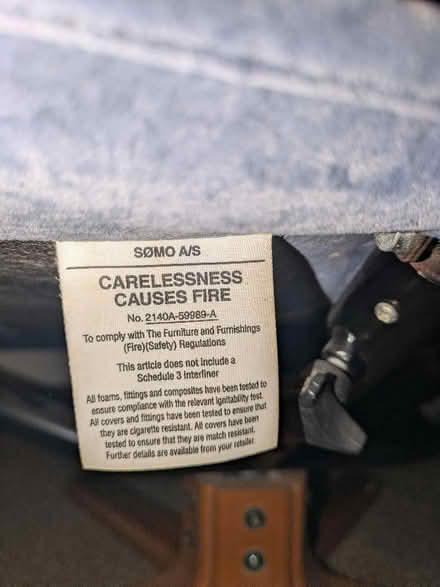 SØMO A/S
CARELESSNESS
CAUSES FIRE
No. 2140A-59989-A
To comply with The Furniture and Furnishings
(Fire)(Safety) Regulations
This article does not include a
Schedule 3 Interliner
All foams, fittings and composites have been tested to
ensure compliance with the relevant ignitability test.
All covers and fittings have been tested to ensure that
they are cigarette resistant. All covers have been
tested to ensure that they are match resistant.
Further details are available from your retailer.